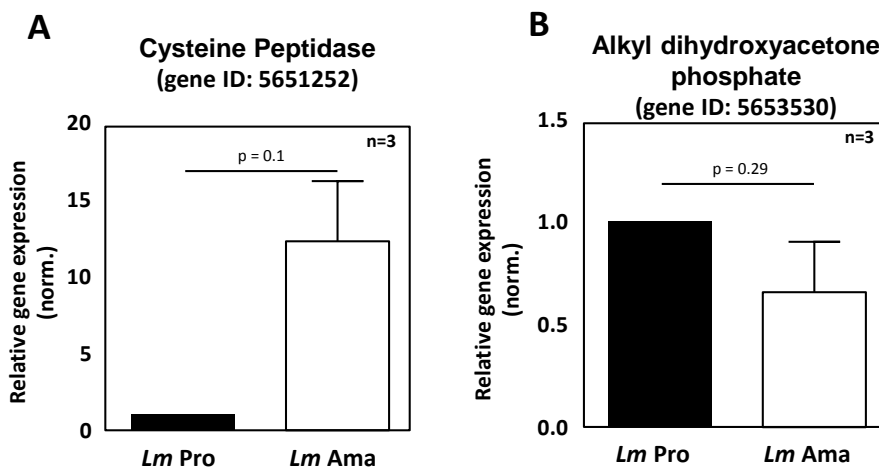 A
Cysteine Peptidase
(gene ID: 5651252)
20
15
10
5
0
Relative gene expression
(norm.)
n=3
p = 0.1
Lm Pro
Lm Ama
B
Alkyl dihydroxyacetone
phosphate
(gene ID: 5653530)
1.5
1.0
0.5
0.0
Relative gene expression
(norm.)
n=3
p = 0.29
Lm Pro
Lm Ama